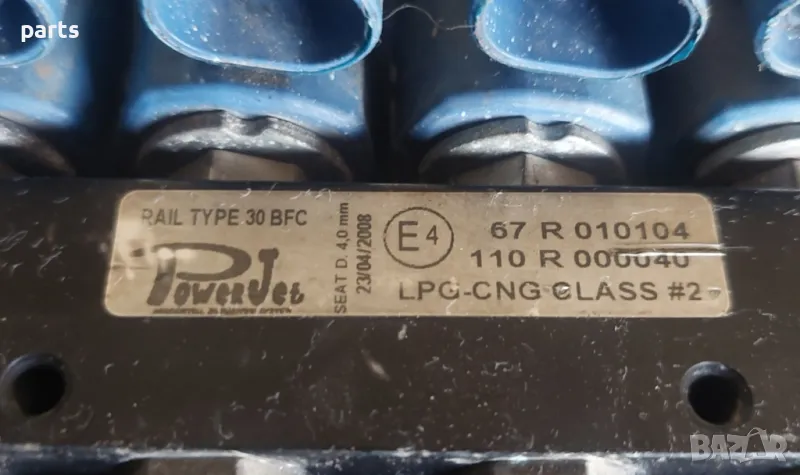 parts
RAIL TYPE 30 BFC
PowerJet
SEAT D. 4,0 mm
23/04/2008
E4
67 R 010104
110 R 000040
LPG-CNG CLASS #2
BAZAR